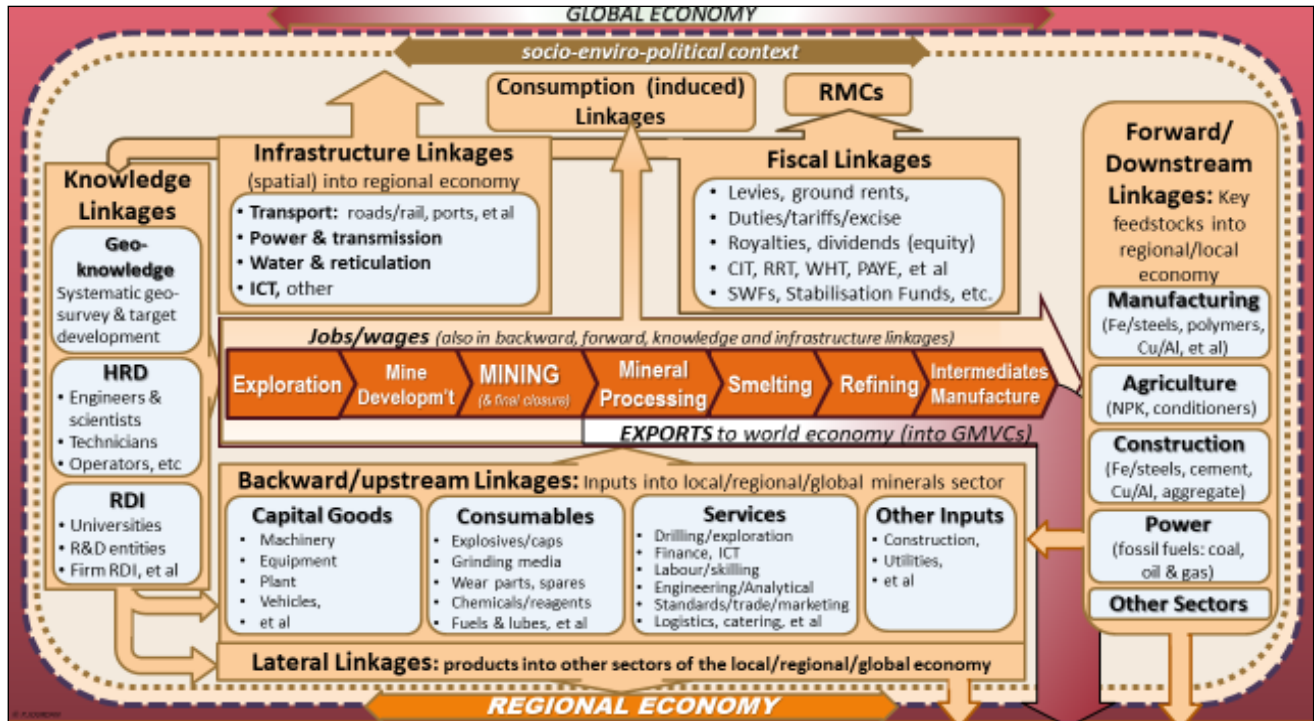 GLOBAL ECONOMY
socio-enviro-political context
Consumption (induced)
Linkages
RMCs
Knowledge
Linkages
Geo-
knowledge
Systematic geo-
survey & target
development
HRD
• Engineers &
scientists
• Technicians
• Operators, etc
RDI
• Universities
• R&D entities
• Firm RDI, et al
Infrastructure Linkages
(spatial) into regional economy
• Transport: roads/rail, ports, et al
• Power & transmission
• Water & reticulation
• ICT, other
Fiscal Linkages
• Levies, ground rents,
• Duties/tariffs/excise
• Royalties, dividends (equity)
• CIT, RRT, WHT, PAYE, et al
• SWFs, Stabilisation Funds, etc.
Forward/
Downstream
Linkages: Key
feedstocks into
regional/local
economy
Manufacturing
(Fe/steels, polymers,
Cu/Al, et al)
Agriculture
(NPK, conditioners)
Construction
(Fe/steels, cement,
Cu/Al, aggregate)
Power
(fossil fuels: coal,
oil & gas)
Other Sectors
Jobs/wages (also in backward, forward, knowledge and infrastructure linkages)
Exploration
Mine
Developm't
MINING
(& final closure)
Mineral
Processing
Smelting
Refining
Intermediates
Manufacture
EXPORTS to world economy (into GMVCs)
Backward/upstream Linkages: Inputs into local/regional/global minerals sector
Capital Goods
• Machinery
• Equipment
• Plant
• Vehicles,
• et al
Consumables
• Explosives/caps
• Grinding media
• Wear parts, spares
• Chemicals/reagents
• Fuels & lubes, et al
Services
• Drilling/exploration
• Finance, ICT
• Labour/skilling
• Engineering/Analytical
• Standards/trade/marketing
• Logistics, catering, et al
Other Inputs
• Construction,
• Utilities,
• et al
Lateral Linkages: products into other sectors of the local/regional/global economy
REGIONAL ECONOMY